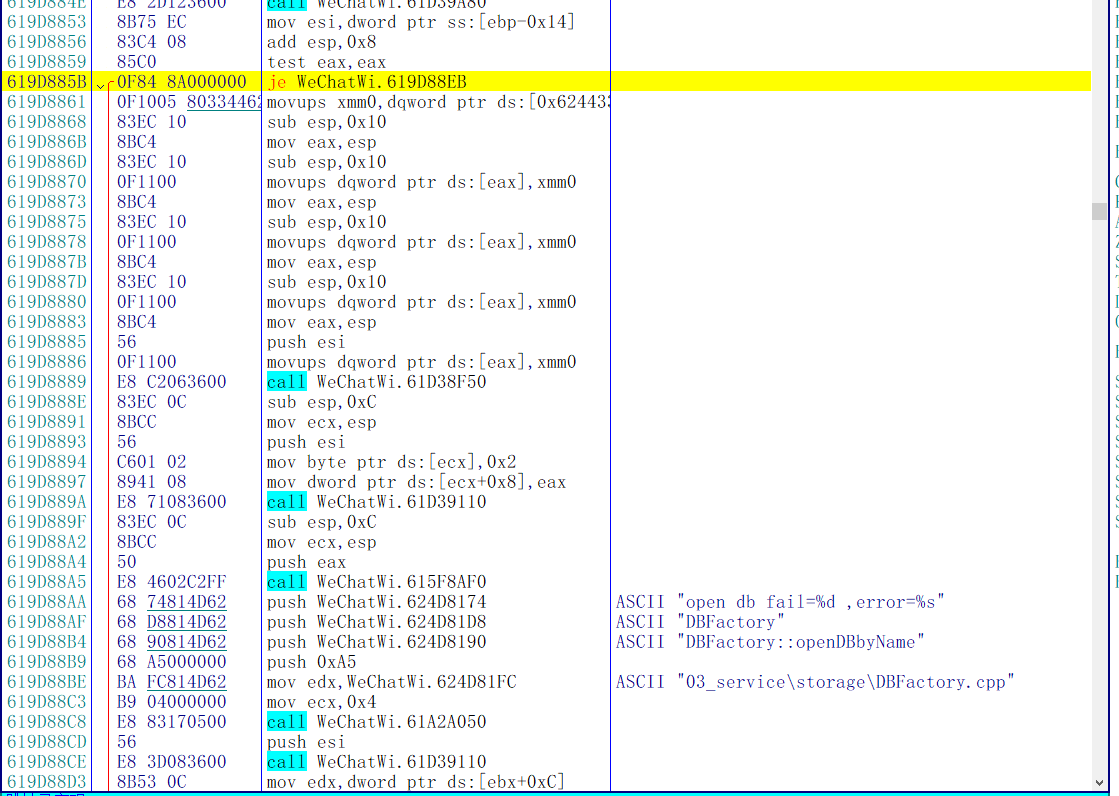 619D884E E8 2D123600 call WeChatWi.61D39A80
619D8853 8B75 EC mov esi,dword ptr ss:[ebp-0x14]
619D8856 83C4 08 add esp,0x8
619D8859 85C0 test eax,eax
619D885B 0F84 8A000000 je WeChatWi.619D88EB
619D8861 0F1005 80334462 movups xmm0,dqword ptr ds:[0x62443
619D8868 83EC 10 sub esp,0x10
619D886B 8BC4 mov eax,esp
619D886D 83EC 10 sub esp,0x10
619D8870 0F1100 movups dqword ptr ds:[eax],xmm0
619D8873 8BC4 mov eax,esp
619D8875 83EC 10 sub esp,0x10
619D8878 0F1100 movups dqword ptr ds:[eax],xmm0
619D887B 8BC4 mov eax,esp
619D887D 83EC 10 sub esp,0x10
619D8880 0F1100 movups dqword ptr ds:[eax],xmm0
619D8883 8BC4 mov eax,esp
619D8885 56 push esi
619D8886 0F1100 movups dqword ptr ds:[eax],xmm0
619D8889 E8 C2063600 call WeChatWi.61D38F50
619D888E 83EC 0C sub esp,0xC
619D8891 8BCC mov ecx,esp
619D8893 56 push esi
619D8894 C601 02 mov byte ptr ds:[ecx],0x2
619D8897 8941 08 mov dword ptr ds:[ecx+0x8],eax
619D889A E8 71083600 call WeChatWi.61D39110
619D889F 83EC 0C sub esp,0xC
619D88A2 8BCC mov ecx,esp
619D88A4 50 push eax
619D88A5 E8 4602C2FF call WeChatWi.615F8AF0
619D88AA 68 74814D62 push WeChatWi.624D8174 ASCII "open db fail=%d ,error=%s"
619D88AF 68 D8814D62 push WeChatWi.624D81D8 ASCII "DBFactory"
619D88B4 68 90814D62 push WeChatWi.624D8190 ASCII "DBFactory::openDBbyName"
619D88B9 68 A5000000 push 0xA5
619D88BE BA FC814D62 mov edx,WeChatWi.624D81FC ASCII "03_service\storage\DBFactory.cpp"
619D88C3 B9 04000000 mov ecx,0x4
619D88C8 E8 83170500 call WeChatWi.61A2A050
619D88CD 56 push esi
619D88CE E8 3D083600 call WeChatWi.61D39110
619D88D3 8B53 0C mov edx,dword ptr ds:[ebx+0xC]